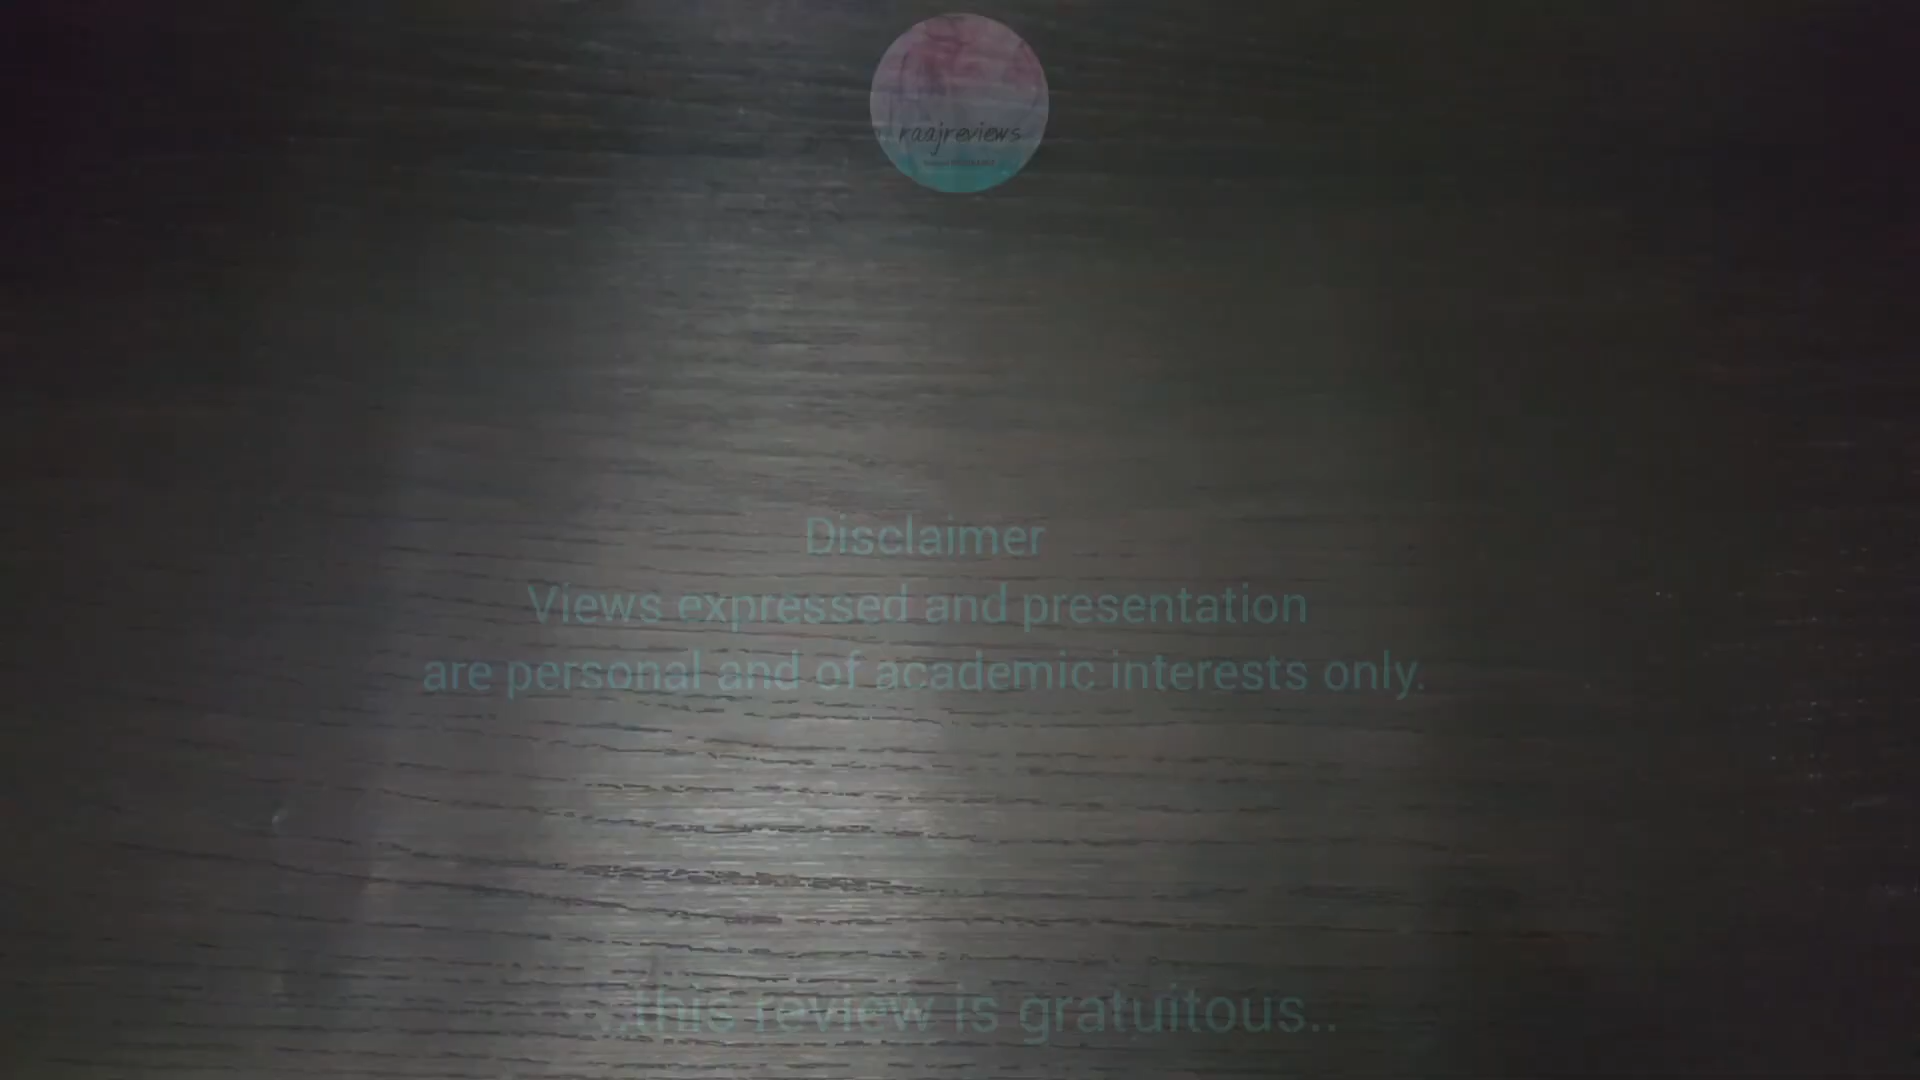 raajreviews
Disclaimer
Views expressed and presentation
are personal and of academic interests only.
..this review is gratuitous..